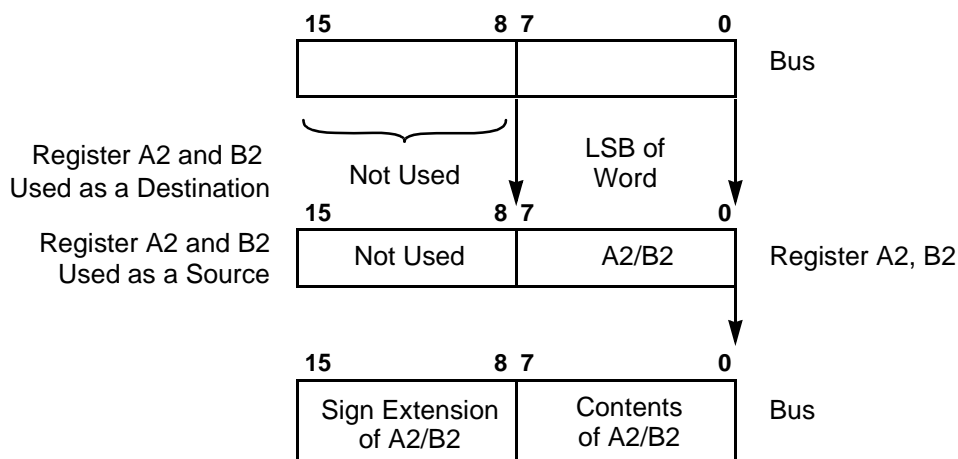 15 8 7 0
Bus
Register A2 and B2
Used as a Destination
Not Used
LSB of
Word
15 8 7 0
Register A2 and B2
Used as a Source
Not Used
A2/B2
Register A2, B2
15 8 7 0
Sign Extension
of A2/B2
Contents
of A2/B2
Bus